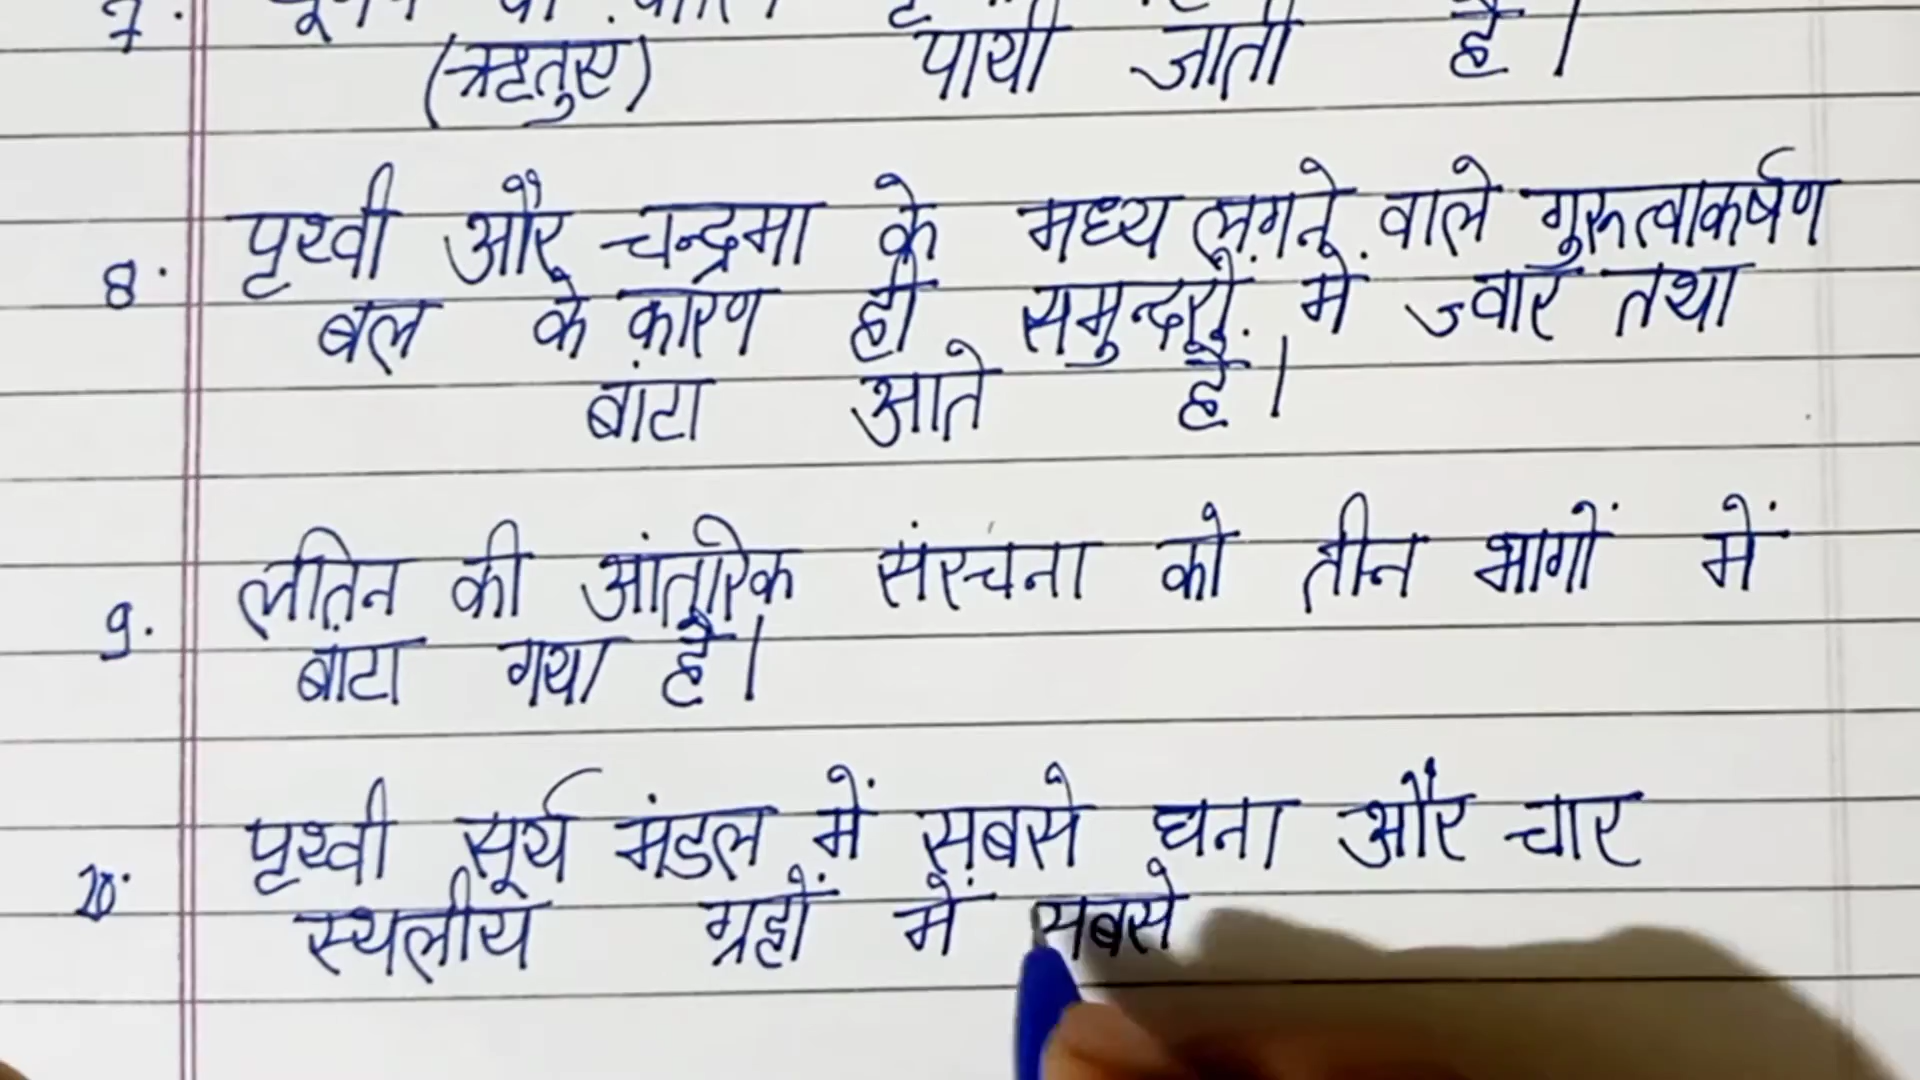 7.
(ऋतुए) पायी जाती है।
8. पृथ्वी और चन्द्रमा के मध्य लगने वाले गुरुत्वाकर्षण
बल के कारण ही समुन्दरों में ज्वार तथा
बांटा आते है।
9. लीतिन की आंतरिक संरचना को तीन भागों में
बांटा गया है।
10. पृथ्वी सूर्य मंडल में सबसे घना और चार
स्थलीय ग्रहों में सबसे